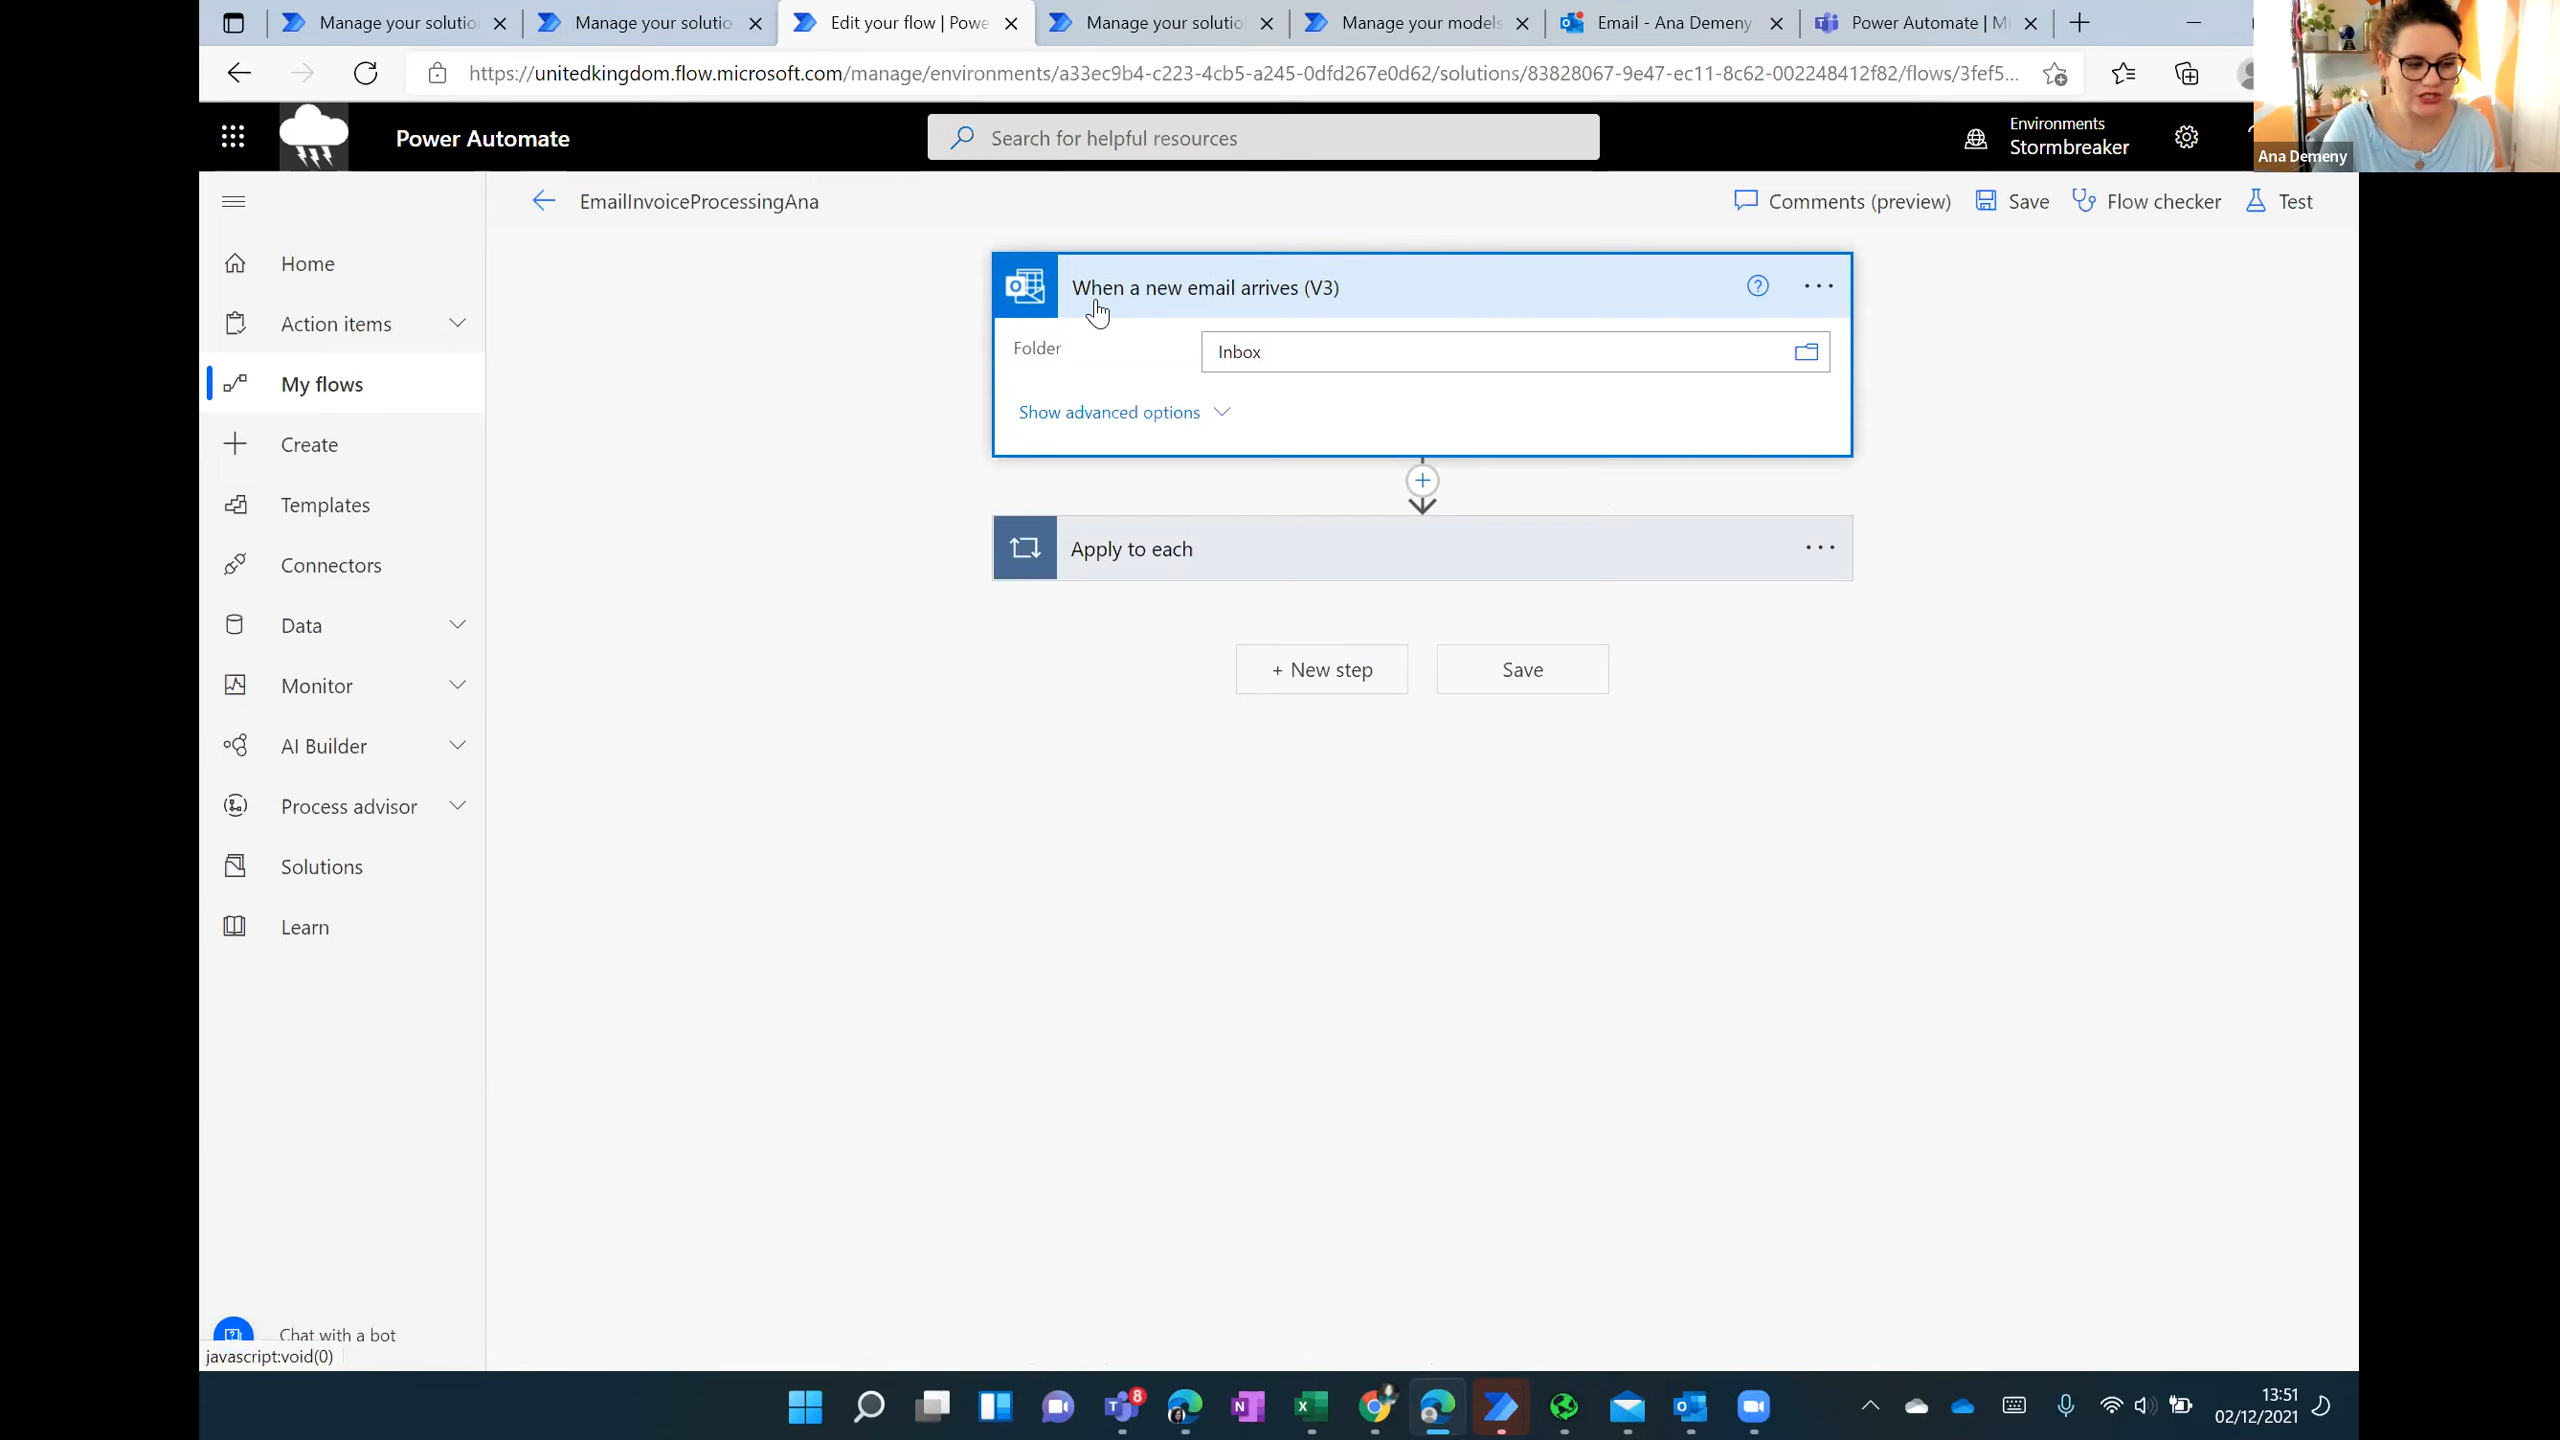 Manage your solutio
Manage your solutio
Edit your flow | Powe
Manage your solutio
Manage your models
Email - Ana Demeny
Power Automate | Mi
https://unitedkingdom.flow.microsoft.com/manage/environments/a33ec9b4-c223-4cb5-a245-0dfd267e0d62/solutions/83828067-9e47-ec11-8c62-002248412f82/flows/3fef5...
Power Automate
Search for helpful resources
Environments
Stormbreaker
Ana Demeny
EmailInvoiceProcessingAna
Comments (preview)
Save
Flow checker
Test
Home
Action items
My flows
Create
Templates
Connectors
Data
Monitor
AI Builder
Process advisor
Solutions
Learn
When a new email arrives (V3)
Folder
Inbox
Show advanced options
Apply to each
+ New step
Save
Chat with a bot
javascript:void(0)
8
13:51
02/12/2021